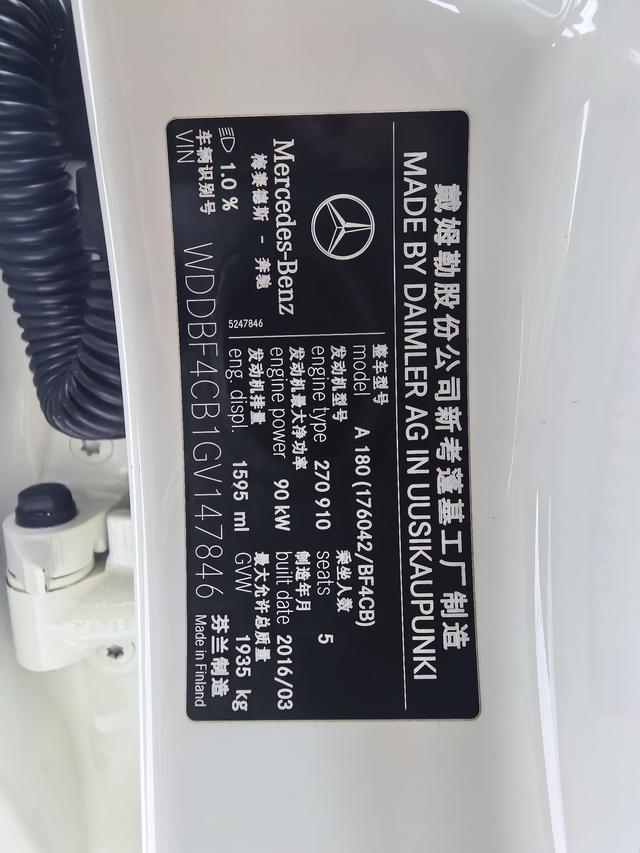 戴姆勒股份公司新考蓬基工厂制造
MADE BY DAIMLER AG IN UUSIKAUPUNKI
Mercedes-Benz
梅赛德斯 - 奔驰
1.0 %
5247846
整车型号
model A 180 (176042/BF4CB)
发动机型号
engine type 270 910
乘坐人数
seats 5
发动机最大净功率
engine power 90 kW
制造年月
built date 2016/03
发动机排量
eng. displ. 1595 ml
最大允许总质量
GVW 1935 kg
车辆识别号
VIN WDDBF4CB1GV147846
芬兰制造
Made in Finland